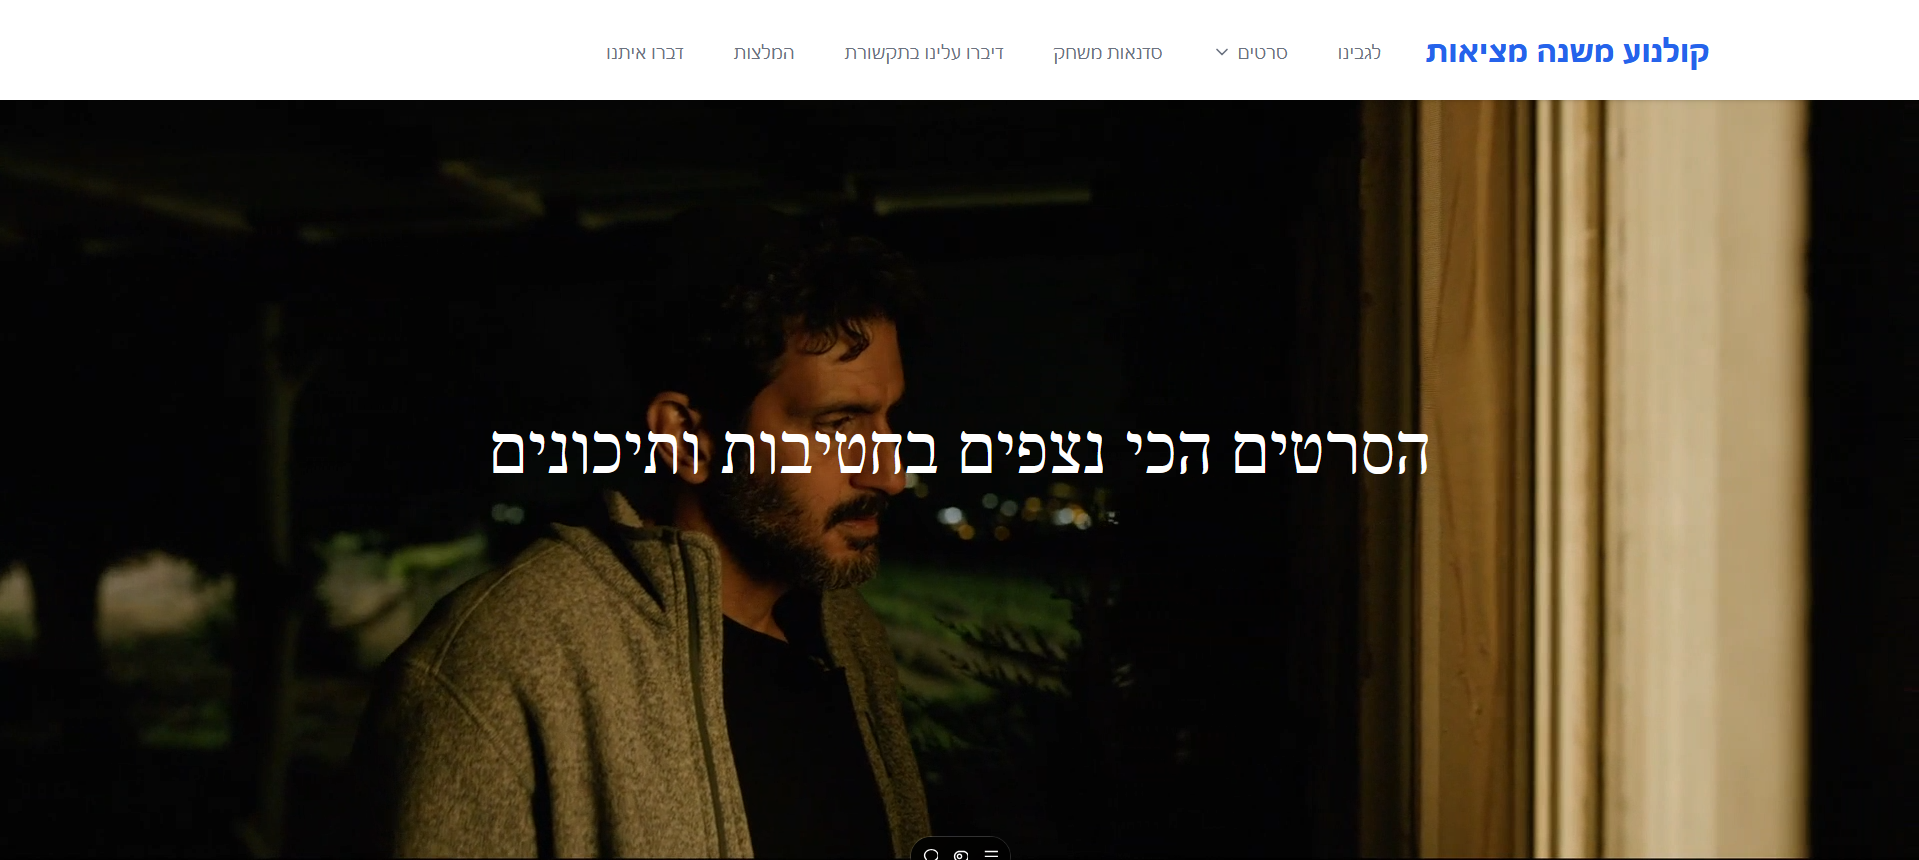 קולנוע משנה מציאות
לגבינו סרטים סדנאות משחק דיברו עלינו בתקשורת המלצות דברו איתנו
הסרטים הכי נצפים בחטיבות ותיכונים